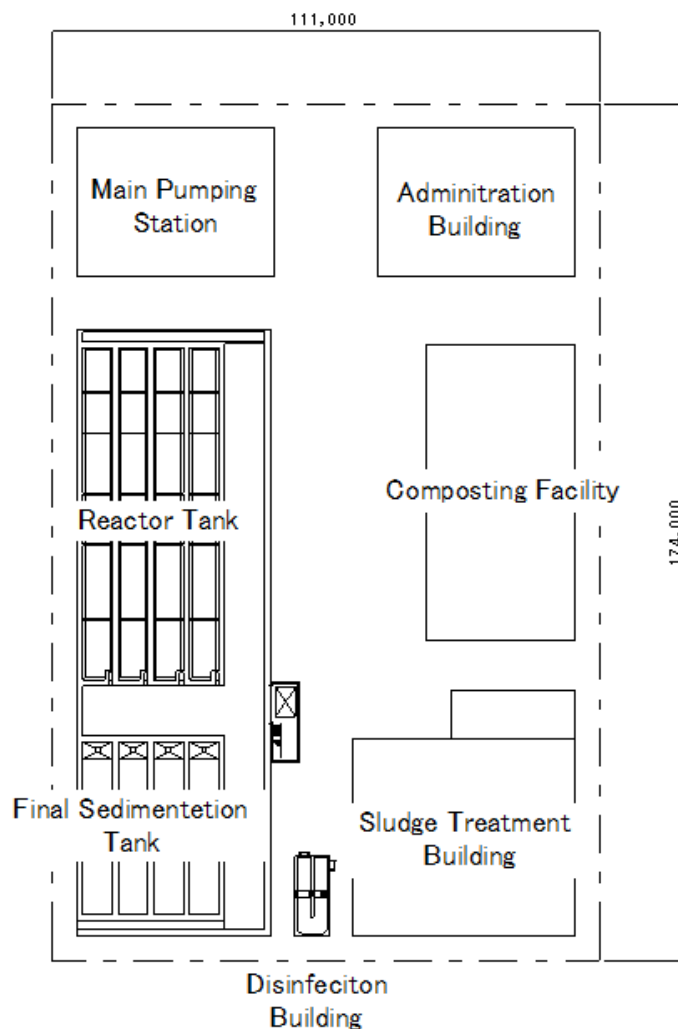 111,000
Main Pumping
Station
Adminitration
Building
Composting Facility
174,000
Reactor Tank
Final Sedimentetion
Tank
Sludge Treatment
Building
Disinfeciton
Building